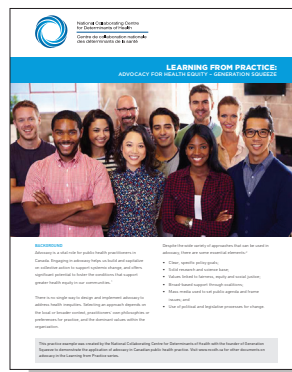 National Collaborating Centre
for Determinants of Health
Centre de collaboration nationale
des déterminants de la santé
LEARNING FROM PRACTICE:
ADVOCACY FOR HEALTH EQUITY – GENERATION SQUEEZE
BACKGROUND
Advocacy is a vital role for public health practitioners in
Canada. Engaging in advocacy helps us build and capitalize
on collective action to support systemic change, and offers
significant potential to foster the conditions that support
greater health equity in our communities.¹
There is no single way to design and implement advocacy to
address health inequities. Selecting an approach depends on
the local or broader context, practitioners' own philosophies or
preferences for practice, and the dominant values within the
organization.
Despite the wide variety of approaches that can be used in
advocacy, there are some essential elements:
• Clear, specific policy goals,
• Solid research and science base,
• Values linked to fairness, equity and social justice,
• Broad-based support through coalitions,
• Mass media used to set public agenda and frame
issues, and
• Use of political and legislative processes for change
This practice example was created by the National Collaborating Centre for Determinants of Health with the founder of Generation
Squeeze to demonstrate the application of advocacy in Canadian public health practice. Visit www.nccdh.ca for other documents on
advocacy in the Learning from Practice series.